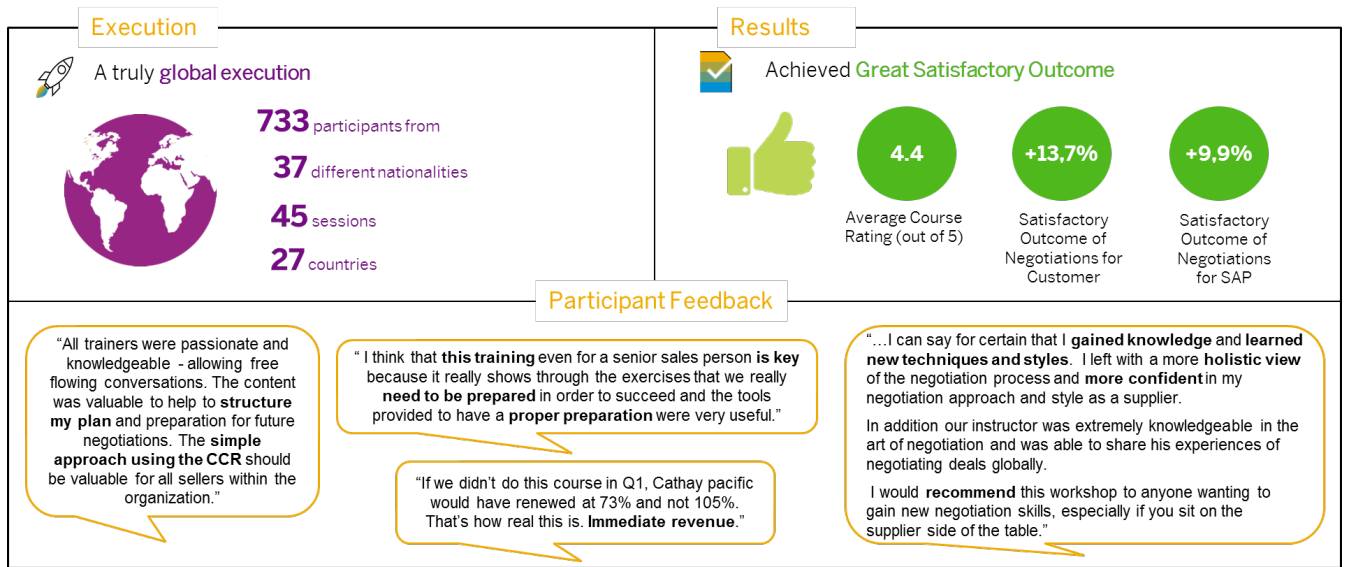 Execution
A truly global execution
733 participants from
37 different nationalities
45 sessions
27 countries
Results
Achieved Great Satisfactory Outcome
4.4
Average Course
Rating (out of 5)
+13,7%
Satisfactory
Outcome of
Negotiations for
Customer
+9,9%
Satisfactory
Outcome of
Negotiations
for SAP
Participant Feedback
“All trainers were passionate and
knowledgeable - allowing free
flowing conversations. The content
was valuable to help to structure
my plan and preparation for future
negotiations. The simple
approach using the CCR should
be valuable for all sellers within the
organization.”
“ I think that this training even for a senior sales person is key
because it really shows through the exercises that we really
need to be prepared in order to succeed and the tools
provided to have a proper preparation were very useful.”
“If we didn’t do this course in Q1, Cathay pacific
would have renewed at 73% and not 105%.
That’s how real this is. Immediate revenue.”
“…I can say for certain that I gained knowledge and learned
new techniques and styles. I left with a more holistic view
of the negotiation process and more confident in my
negotiation approach and style as a supplier.
In addition our instructor was extremely knowledgeable in the
art of negotiation and was able to share his experiences of
negotiating deals globally.
I would recommend this workshop to anyone wanting to
gain new negotiation skills, especially if you sit on the
supplier side of the table.”